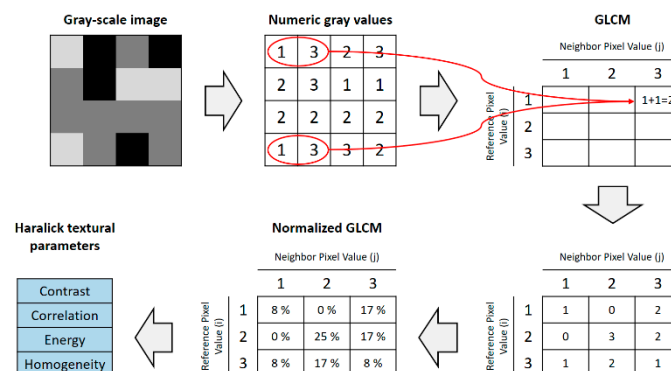 Gray-scale image
Numeric gray values
1 3 2 3
2 3 1 1
2 2 2 2
1 3 3 2
GLCM
Neighbor Pixel Value (j)
1 2 3
Reference Pixel
Value (i)
1 1+1=2
2
3
Neighbor Pixel Value (j)
1 2 3
Reference Pixel
Value (i)
1 1 0 2
2 0 3 2
3 1 2 1
Normalized GLCM
Neighbor Pixel Value (j)
1 2 3
Reference Pixel
Value (i)
1 8 % 0 % 17 %
2 0 % 25 % 17 %
3 8 % 17 % 8 %
Haralick textural
parameters
Contrast
Correlation
Energy
Homogeneity